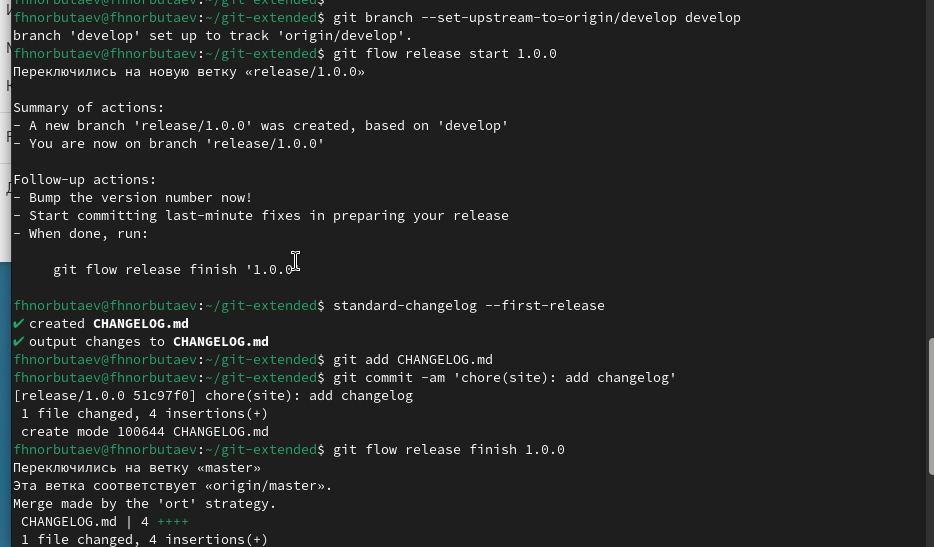 fhnorbutaev@fhnorbutaev:~/git-extended$ git branch --set-upstream-to=origin/develop develop
branch 'develop' set up to track 'origin/develop'.
fhnorbutaev@fhnorbutaev:~/git-extended$ git flow release start 1.0.0
Переключились на новую ветку «release/1.0.0»
Summary of actions:
- A new branch 'release/1.0.0' was created, based on 'develop'
- You are now on branch 'release/1.0.0'
Follow-up actions:
- Bump the version number now!
- Start committing last-minute fixes in preparing your release
- When done, run:
git flow release finish '1.0.0
fhnorbutaev@fhnorbutaev:~/git-extended$ standard-changelog --first-release
✔ created CHANGELOG.md
✔ output changes to CHANGELOG.md
fhnorbutaev@fhnorbutaev:~/git-extended$ git add CHANGELOG.md
fhnorbutaev@fhnorbutaev:~/git-extended$ git commit -am 'chore(site): add changelog'
[release/1.0.0 51c97f0] chore(site): add changelog
1 file changed, 4 insertions(+)
create mode 100644 CHANGELOG.md
fhnorbutaev@fhnorbutaev:~/git-extended$ git flow release finish 1.0.0
Переключились на ветку «master»
Эта ветка соответствует «origin/master».
Merge made by the 'ort' strategy.
CHANGELOG.md | 4 ++++
1 file changed, 4 insertions(+)